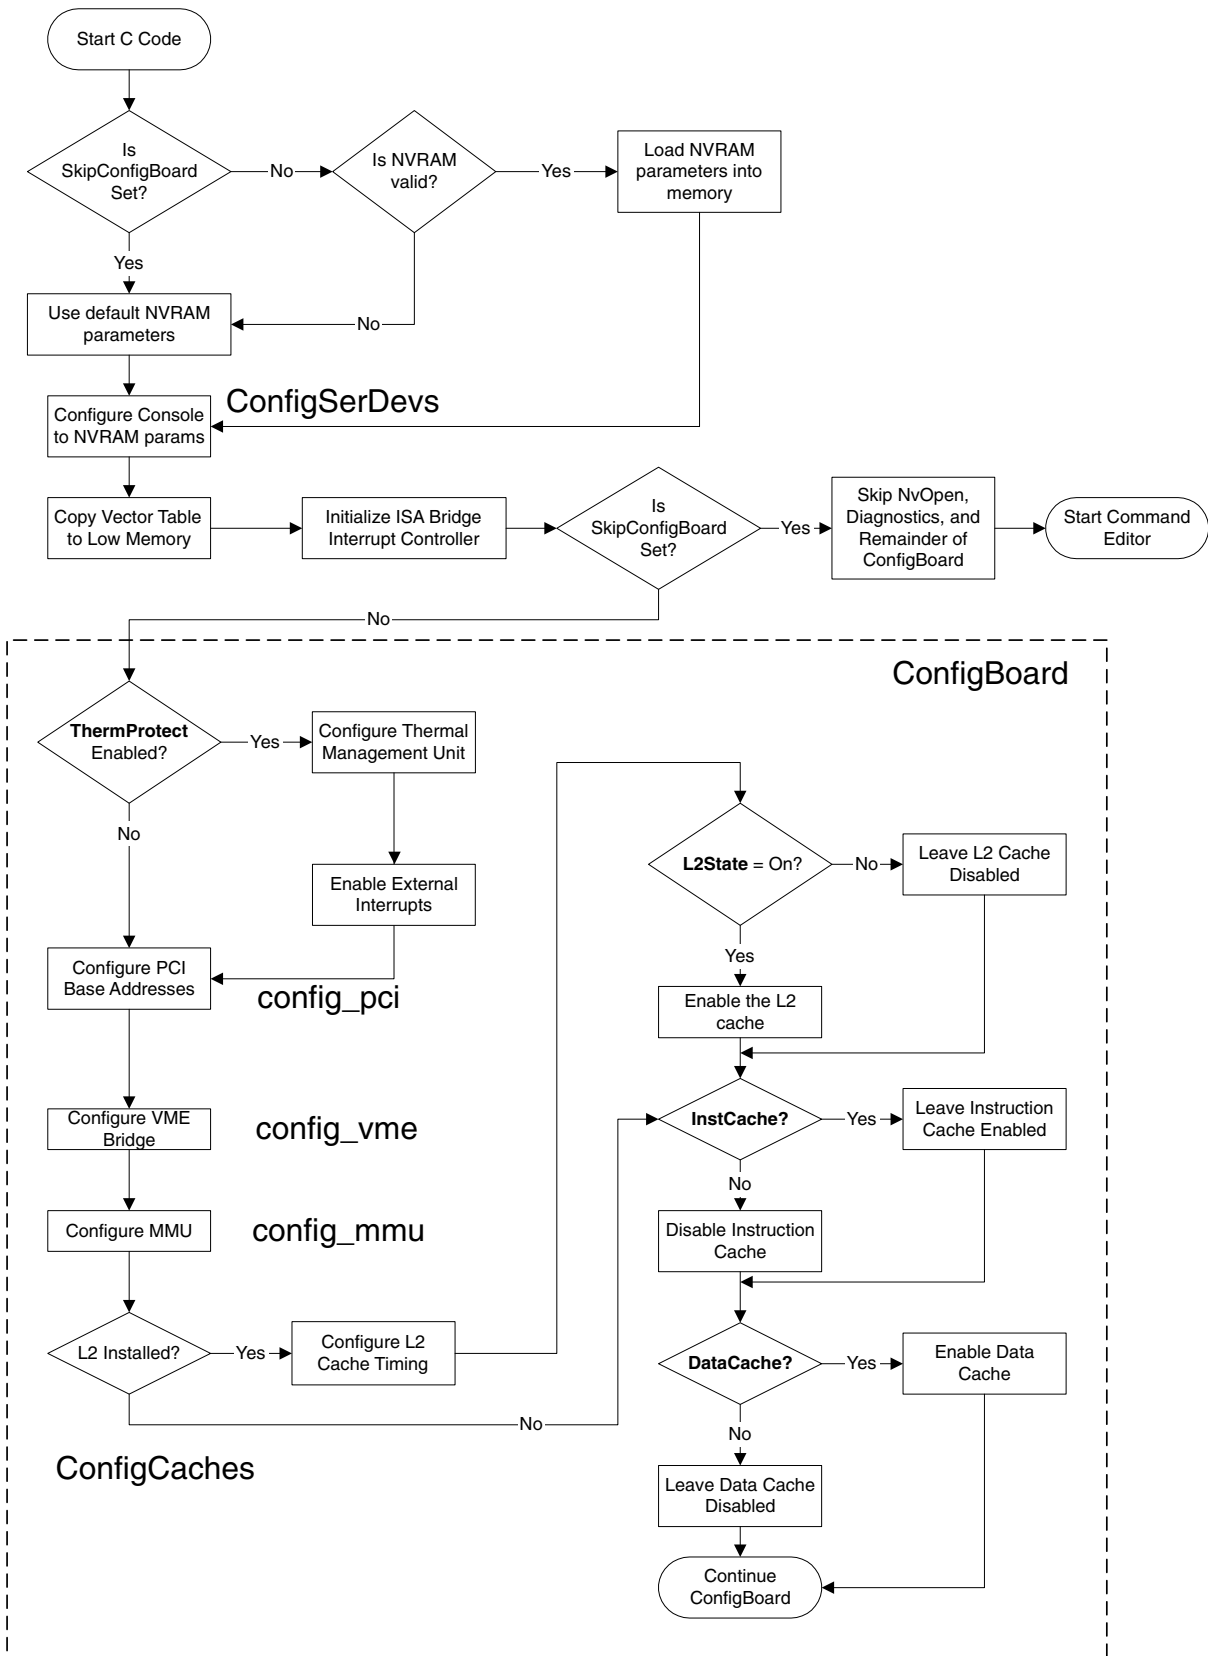 Start C Code
Is
SkipConfigBoard
Set?
No
Is NVRAM
valid?
Yes
Load NVRAM
parameters into
memory
Yes
Use default NVRAM
parameters
No
Configure Console
to NVRAM params
ConfigSerDevs
Copy Vector Table
to Low Memory
Initialize ISA Bridge
Interrupt Controller
Is
SkipConfigBoard
Set?
Yes
Skip NvOpen,
Diagnostics, and
Remainder of
ConfigBoard
Start Command
Editor
No
ConfigBoard
ThermProtect
Enabled?
Yes
Configure Thermal
Management Unit
No
Enable External
Interrupts
Configure PCI
Base Addresses
config_pci
Configure VME
Bridge
config_vme
Configure MMU
config_mmu
L2 Installed?
Yes
Configure L2
Cache Timing
No
ConfigCaches
L2State = On?
No
Leave L2 Cache
Disabled
Yes
Enable the L2
cache
InstCache?
Yes
Leave Instruction
Cache Enabled
No
Disable Instruction
Cache
DataCache?
Yes
Enable Data
Cache
No
Leave Data Cache
Disabled
Continue
ConfigBoard